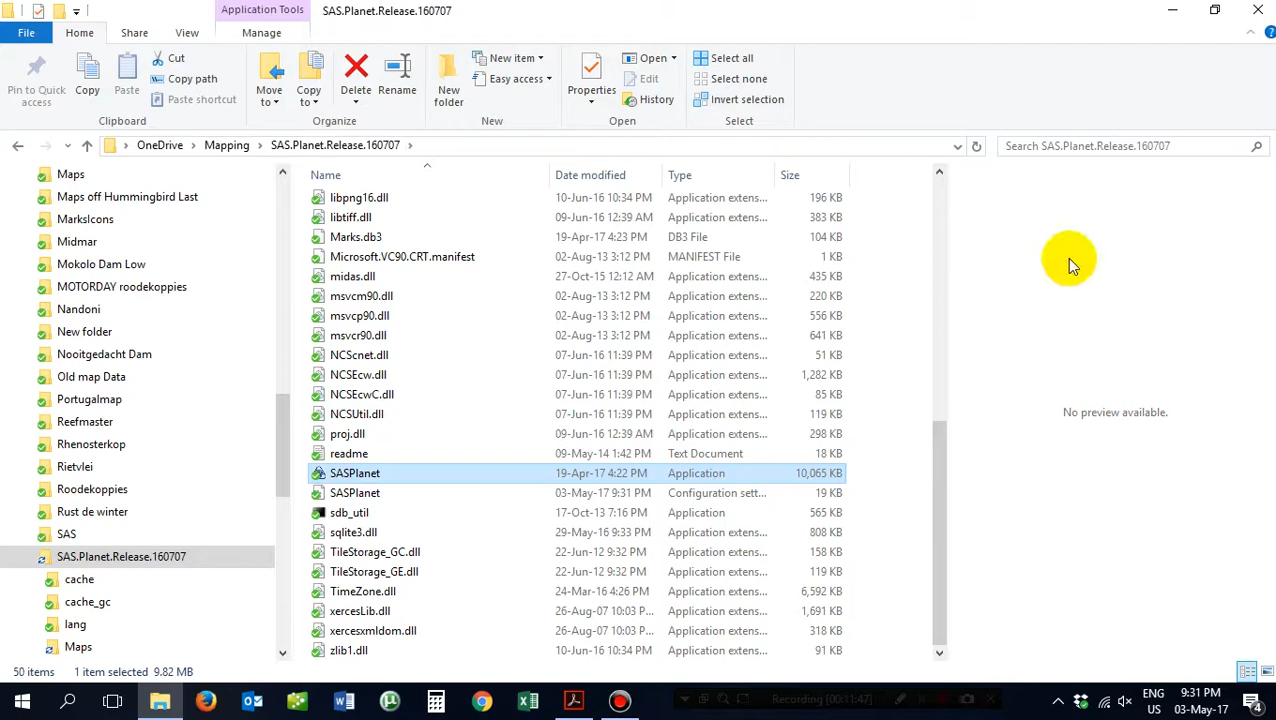 Application Tools
SAS.Planet.Release.160707
File
Home
Share
View
Manage
Pin to Quick access
Copy
Paste
Cut
Copy path
Paste shortcut
Clipboard
Move to
Copy to
Delete
Rename
Organize
New folder
New item
Easy access
New
Properties
Open
Edit
History
Open
Select all
Select none
Invert selection
Select
OneDrive
Mapping
SAS.Planet.Release.160707
Search SAS.Planet.Release.160707
Maps
Maps off Hummingbird Last
MarksIcons
Midmar
Mokolo Dam Low
MOTORDAY roodekoppies
Nandoni
New folder
Nooitgedacht Dam
Old map Data
Portugalmap
Reefmaster
Rhenosterkop
Rietvlei
Roodekoppies
Rust de winter
SAS
SAS.Planet.Release.160707
cache
cache_gc
lang
Maps
Name Date modified Type Size
libpng16.dll 10-Jun-16 10:34 PM Application extens... 196 KB
libtiff.dll 09-Jun-16 12:39 AM Application extens... 383 KB
Marks.db3 19-Apr-17 4:23 PM DB3 File 104 KB
Microsoft.VC90.CRT.manifest 02-Aug-13 3:12 PM MANIFEST File 1 KB
midas.dll 27-Oct-15 12:12 AM Application extens... 435 KB
msvcm90.dll 02-Aug-13 3:12 PM Application extens... 220 KB
msvcp90.dll 02-Aug-13 3:12 PM Application extens... 556 KB
msvcr90.dll 02-Aug-13 3:12 PM Application extens... 641 KB
NCScnet.dll 07-Jun-16 11:39 PM Application extens... 51 KB
NCSEcw.dll 07-Jun-16 11:39 PM Application extens... 1,282 KB
NCSEcwC.dll 07-Jun-16 11:39 PM Application extens... 85 KB
NCSUtil.dll 07-Jun-16 11:39 PM Application extens... 119 KB
proj.dll 09-Jun-16 12:39 AM Application extens... 298 KB
readme 09-May-14 1:42 PM Text Document 18 KB
SASPlanet 19-Apr-17 4:22 PM Application 10,065 KB
SASPlanet 03-May-17 9:31 PM Configuration sett... 19 KB
sdb_util 17-Oct-13 7:16 PM Application 565 KB
sqlite3.dll 29-May-16 9:33 PM Application extens... 808 KB
TileStorage_GC.dll 22-Jun-12 9:32 PM Application extens... 158 KB
TileStorage_GE.dll 22-Jun-12 9:32 PM Application extens... 119 KB
TimeZone.dll 24-Mar-16 4:26 PM Application extens... 6,592 KB
xercesLib.dll 26-Aug-07 10:03 P... Application extens... 1,691 KB
xercesxmldom.dll 26-Aug-07 10:03 P... Application extens... 318 KB
zlib1.dll 10-Jun-16 10:34 PM Application extens... 91 KB
No preview available.
50 items 1 item selected 9.82 MB
Recording [00:11:47]
ENG
US
9:31 PM
03-May-17
4